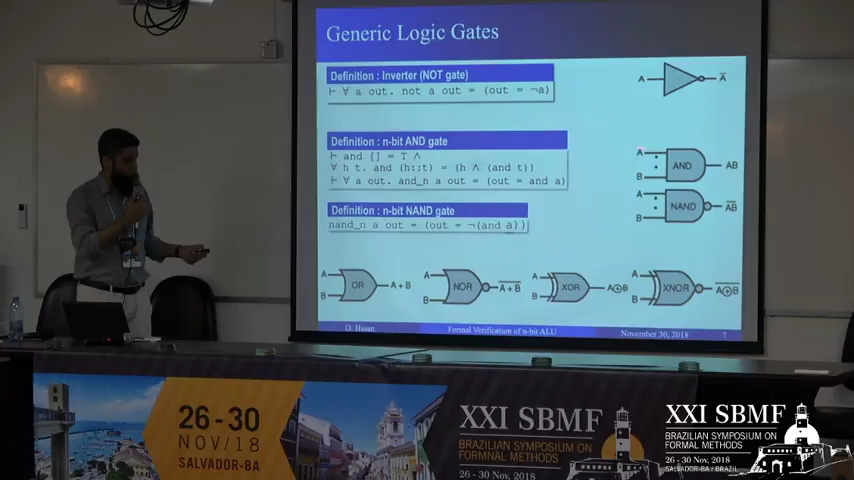 Generic Logic Gates
Definition : Inverter (NOT gate)
⊢ ∀ a out. not a out = (out = ¬a)
A
A̅
Definition : n-bit AND gate
⊢ and [] = T ∧
∀ h t. and (h::t) = (h ∧ (and t))
⊢ ∀ a out. and_n a out = (out = and a)
A
B
AND
AB
Definition : n-bit NAND gate
nand_n a out = (out = ¬(and a))
A
B
NAND
A̅B̅
A
B
OR
A + B
A
B
NOR
A̅ ̅+̅ ̅B̅
A
B
XOR
A⊕B
A
B
XNOR
A̅⊕̅B̅
O. Hasan
Formal Verification of n-bit ALU
November 30, 2018
7
26-30
NOV/18
SALVADOR-BA
XXI SBMF
BRAZILIAN SYMPOSIUM ON
FORMNAL METHODS
26 - 30 Nov, 2018
XXI SBMF
BRAZILIAN SYMPOSIUM ON
FORMAL METHODS
26 - 30 Nov, 2018
SALVADOR-BA / BRAZIL